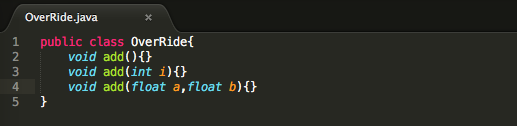 OverRide.java ×
1 public class OverRide{
2     void add(){}
3     void add(int i){}
4     void add(float a,float b){}
5 }